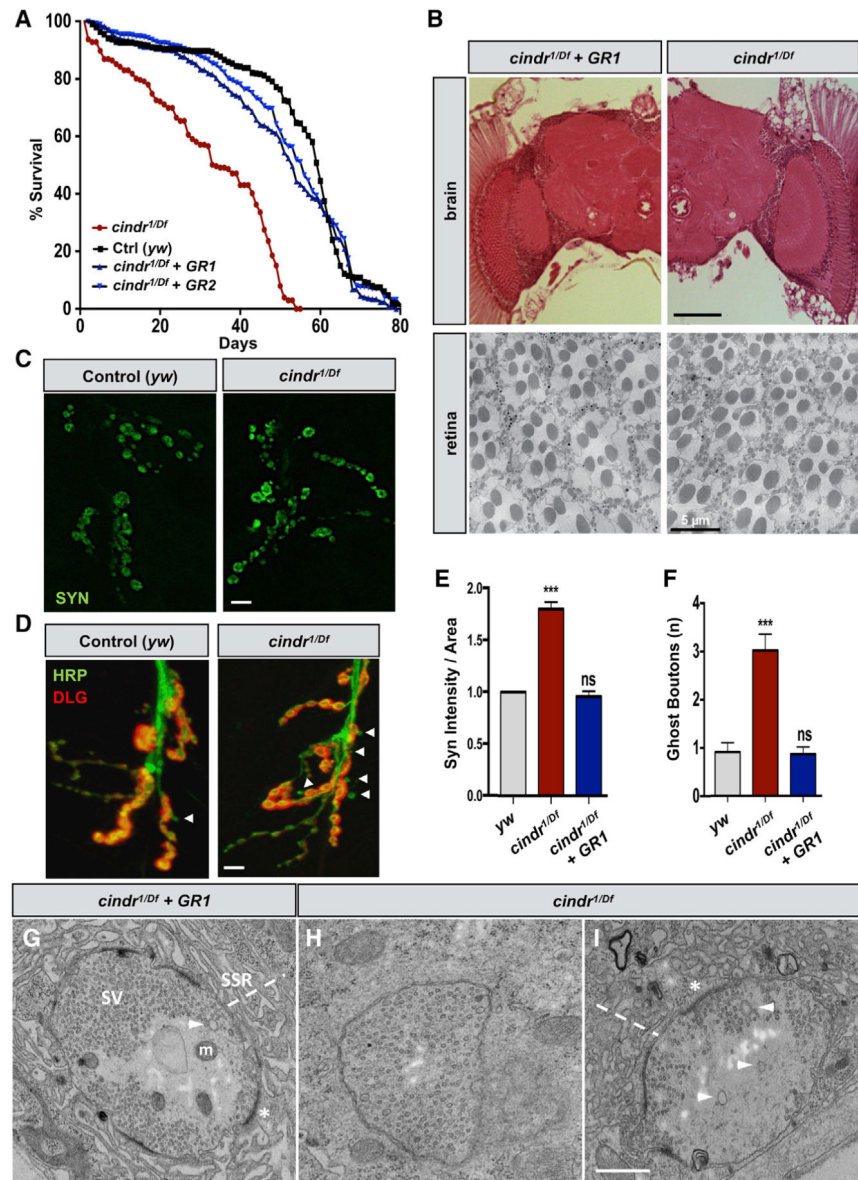 A
100
80
60
40
20
0
% Survival
cindr1/Df
Ctrl (yw)
cindr1/Df + GR1
cindr1/Df + GR2
0
20
40
60
80
Days
B
cindr1/Df + GR1
cindr1/Df
brain
retina
5 µm
C
Control (yw)
cindr1/Df
SYN
D
Control (yw)
cindr1/Df
HRP
DLG
E
2.0
1.5
1.0
0.5
0.0
Syn Intensity / Area
***
ns
yw
cindr1/Df
cindr1/Df
+ GR1
F
4
3
2
1
0
Ghost Boutons (n)
***
ns
yw
cindr1/Df
cindr1/Df
+ GR1
cindr1/Df + GR1
cindr1/Df
G
SV
SSR
m
*
H
I
*